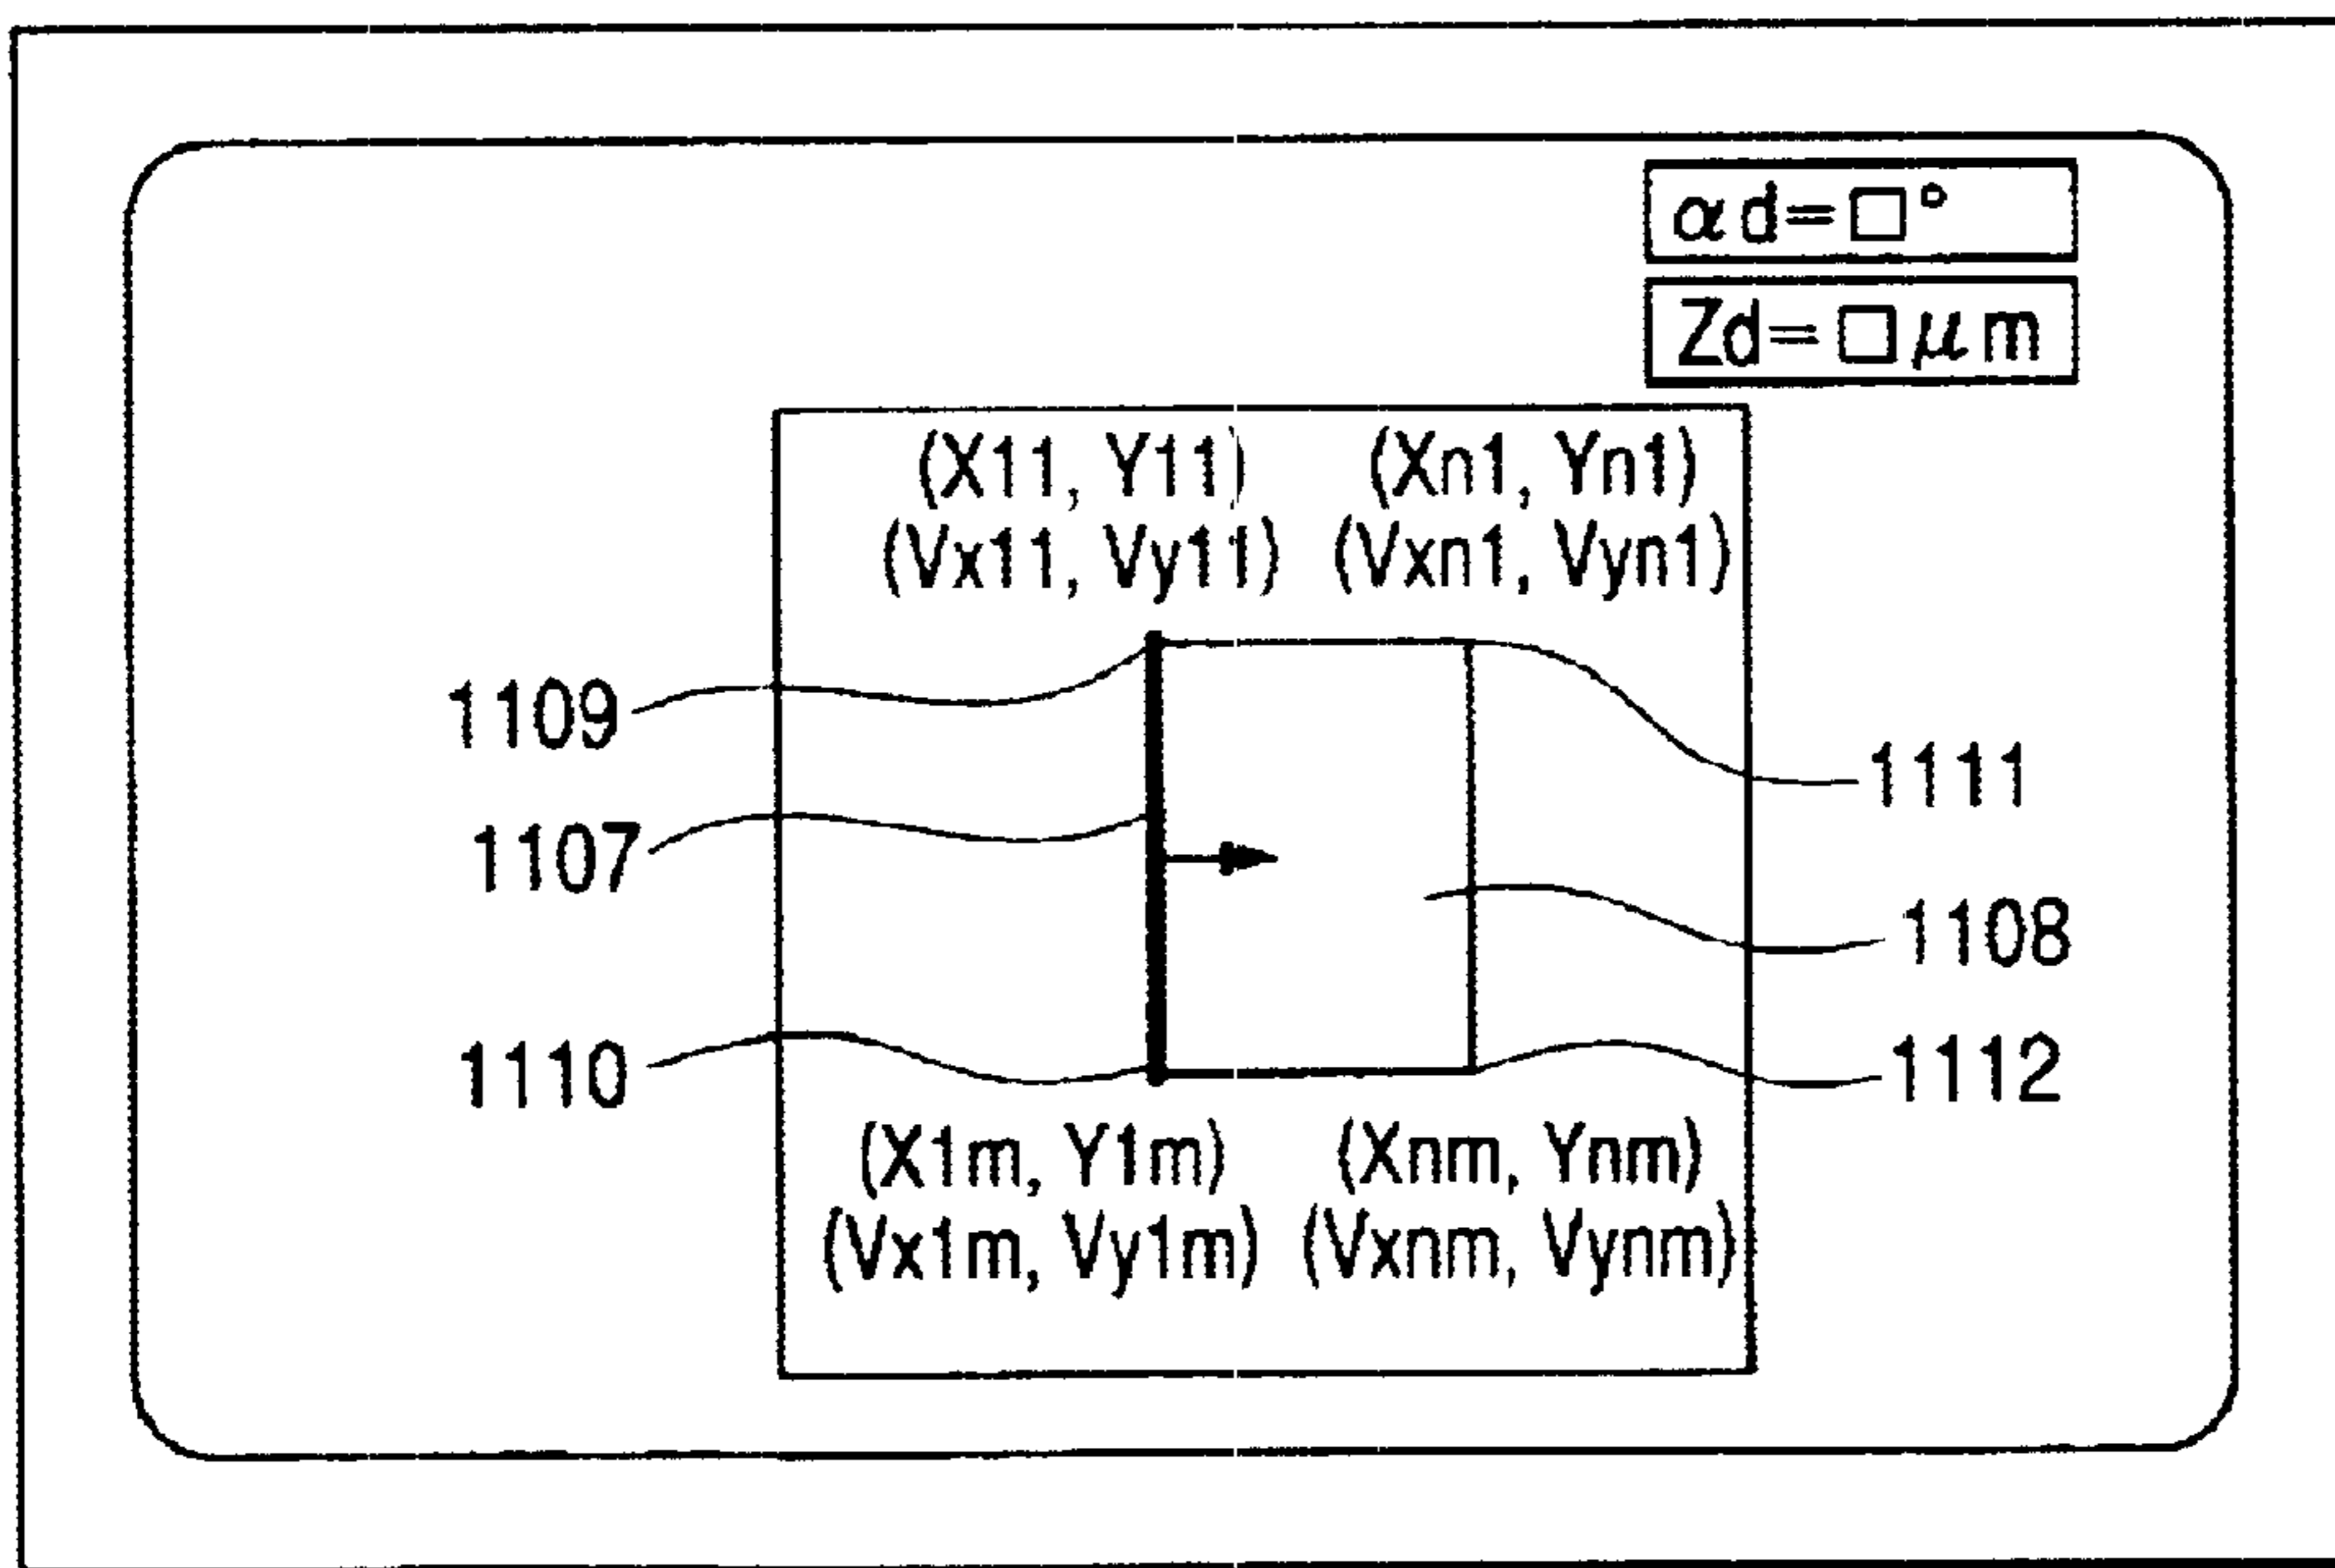 αd=□°
Zd=□μm
(X11, Y11) (Xn1, Yn1)
(Vx11, Vy11) (Vxn1, Vyn1)
1109
1111
1107
1108
1110
1112
(X1m, Y1m) (Xnm, Ynm)
(Vx1m, Vy1m) (Vxnm, Vynm)